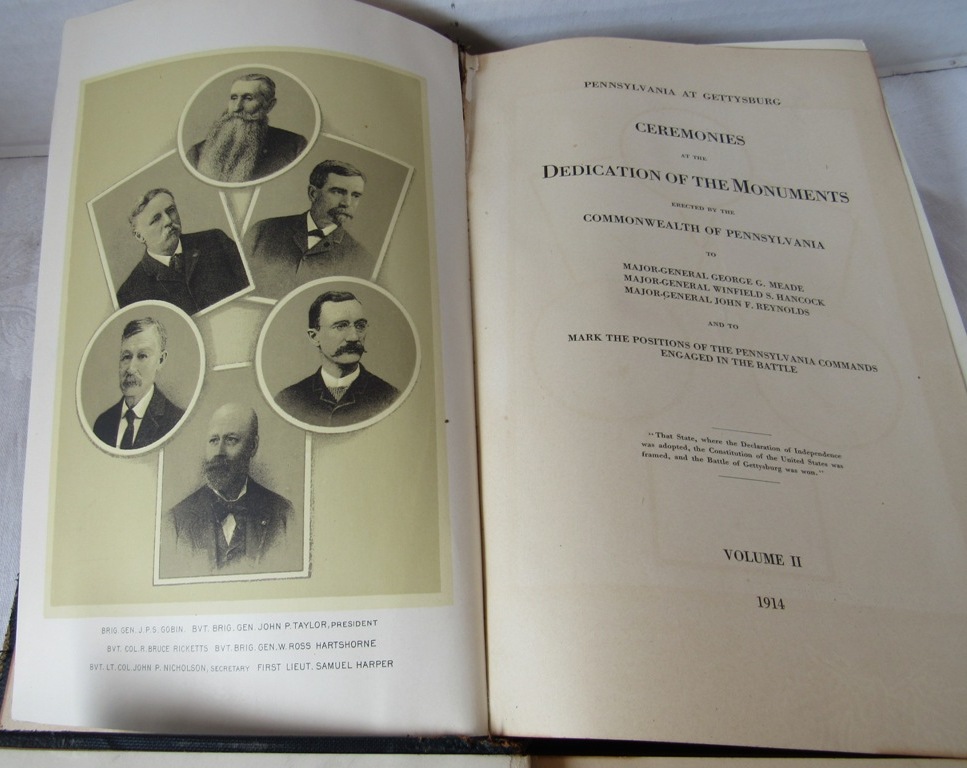 BRIG. GEN. J.P.S. GOBIN. BVT. BRIG. GEN. JOHN P. TAYLOR, PRESIDENT
BVT. COL. R. BRUCE RICKETTS BVT. BRIG. GEN. W. ROSS HARTSHORNE
BVT. LT. COL. JOHN P. NICHOLSON, SECRETARY FIRST LIEUT. SAMUEL HARPER
PENNSYLVANIA AT GETTYSBURG
CEREMONIES
AT THE
DEDICATION OF THE MONUMENTS
ERECTED BY THE
COMMONWEALTH OF PENNSYLVANIA
TO
MAJOR-GENERAL GEORGE G. MEADE
MAJOR-GENERAL WINFIELD S. HANCOCK
MAJOR-GENERAL JOHN F. REYNOLDS
AND TO
MARK THE POSITIONS OF THE PENNSYLVANIA COMMANDS
ENGAGED IN THE BATTLE
"That State, where the Declaration of Independence
was adopted, the Constitution of the United States was
framed, and the Battle of Gettysburg was won."
VOLUME II
1914